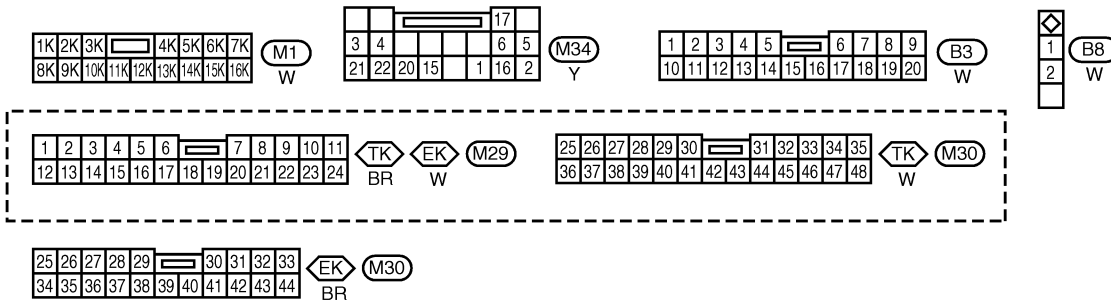 1K 2K 3K 4K 5K 6K 7K
8K 9K 10K 11K 12K 13K 14K 15K 16K
M1
W
17
3 4 6 5
21 22 20 15 1 16 2
M34
Y
1 2 3 4 5 6 7 8 9
10 11 12 13 14 15 16 17 18 19 20
B3
W
1
2
B8
W
1 2 3 4 5 6 7 8 9 10 11
12 13 14 15 16 17 18 19 20 21 22 23 24
TK EK M29
BR W
25 26 27 28 29 30 31 32 33 34 35
36 37 38 39 40 41 42 43 44 45 46 47 48
TK M30
W
25 26 27 28 29 30 31 32 33
34 35 36 37 38 39 40 41 42 43 44
EK M30
BR